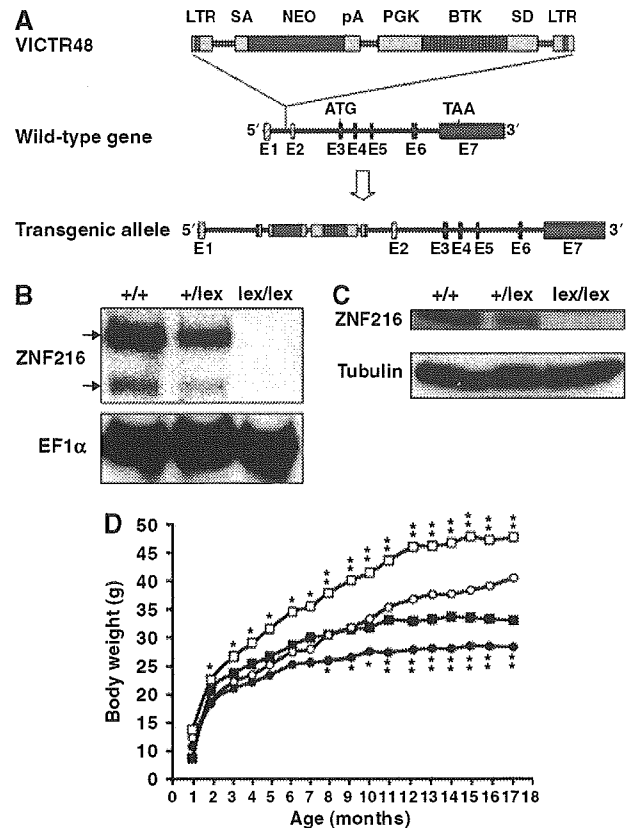 A
LTR SA NEO pA PGK BTK SD LTR
VICTR48
ATG TAA
Wild-type gene 5′ 3′
E1 E2 E3 E4 E5 E6 E7
Transgenic allele 5′ 3′
E1 E2 E3 E4 E5 E6 E7
B
+/+ +/lex lex/lex
ZNF216
EF1α
C
+/+ +/lex lex/lex
ZNF216
Tubulin
D
Body weight (g)
50
45
40
35
30
25
20
15
10
5
0
0 1 2 3 4 5 6 7 8 9 10 11 12 13 14 15 16 17 18
Age (months)